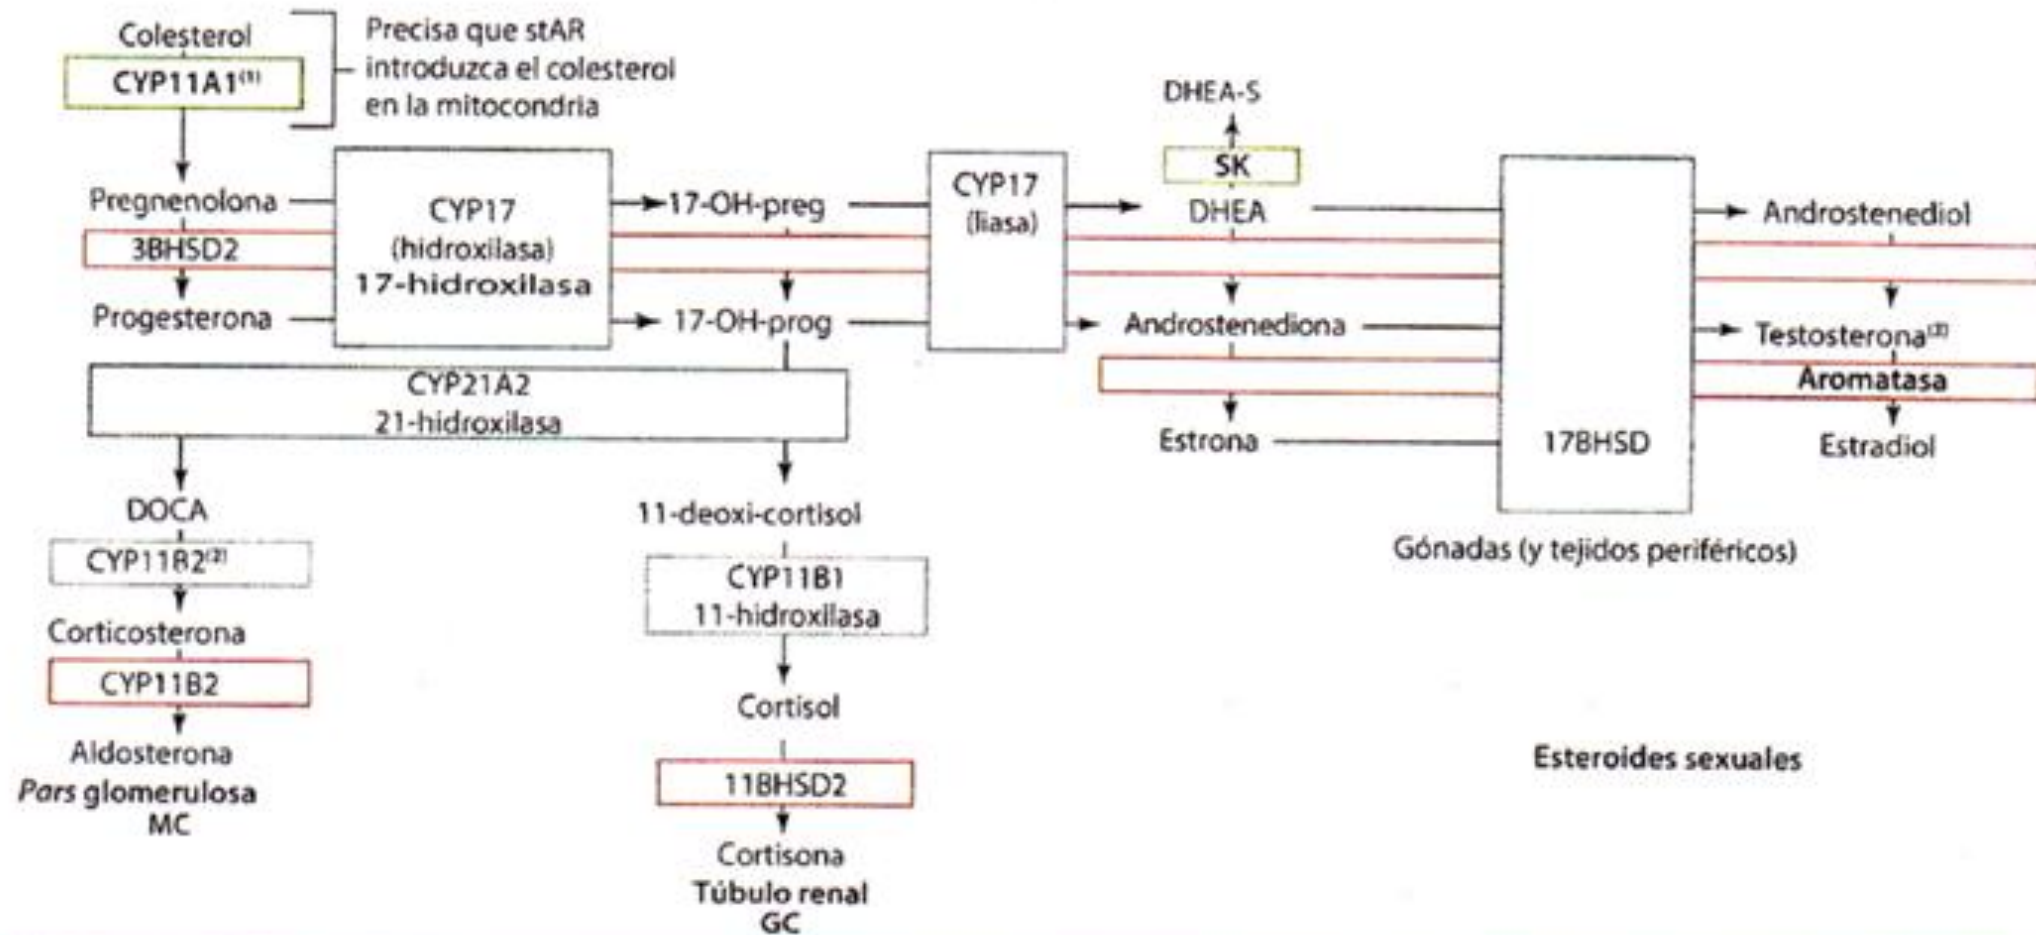 Colesterol
CYP11A1(1)
Precisa que stAR
introduzca el colesterol
en la mitocondria
Pregnenolona
3BHSD2
Progesterona
CYP17
(hidroxilasa)
17-hidroxilasa
17-OH-preg
17-OH-prog
CYP17
(liasa)
DHEA-S
SK
DHEA
Androstenediona
Estrona
17BHSD
Androstenediol
Testosterona(3)
Aromatasa
Estradiol
Gónadas (y tejidos periféricos)
CYP21A2
21-hidroxilasa
DOCA
CYP11B2(2)
Corticosterona
CYP11B2
Aldosterona
Pars glomerulosa
MC
11-deoxi-cortisol
CYP11B1
11-hidroxilasa
Cortisol
11BHSD2
Cortisona
Túbulo renal
GC
Esteroides sexuales